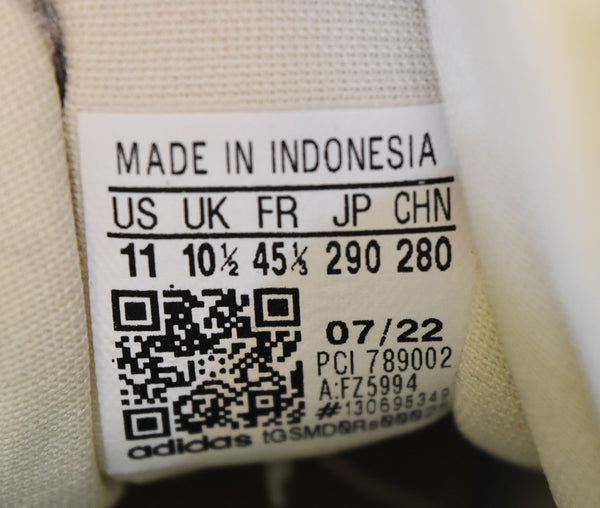 MADE IN INDONESIA
US UK FR JP CHN
11 10½ 45⅓ 290 280
07/22
PCI 789002
A:FZ5994
#130696349
adidas